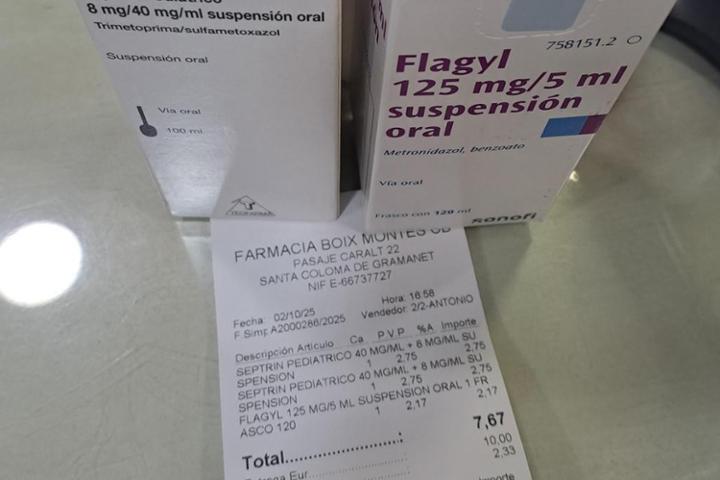 8 mg/40 mg/ml suspensión oral
Trimetoprima/sulfametoxazol
Suspensión oral
Vía oral
100 ml
758151.2
Flagyl
125 mg/5 ml
suspensión
oral
Metronidazol, benzoato
Vía oral
Frasco con 120 ml
sanofi
FARMACIA BOIX MONTES CB
PASAJE CARALT 22
SANTA COLOMA DE GRAMANET
NIF E-66737727
Fecha: 02/10/25 Hora: 16:58
F.Simp.A2000286/2025 Vendedor: 2/2-ANTONIO
Descripción Artículo Ca P.V.P %A Importe
SEPTRIN PEDIATRICO 40 MG/ML + 8 MG/ML SU
SPENSION 1 2,75 2,75
SEPTRIN PEDIATRICO 40 MG/ML + 8 MG/ML SU
SPENSION 1 2,75 2,75
FLAGYL 125 MG/5 ML SUSPENSION ORAL 1 FR
ASCO 120 1 2,17 2,17
Total.......................: 7,67
Entrega Eur................... 10,00
2,33
Importe